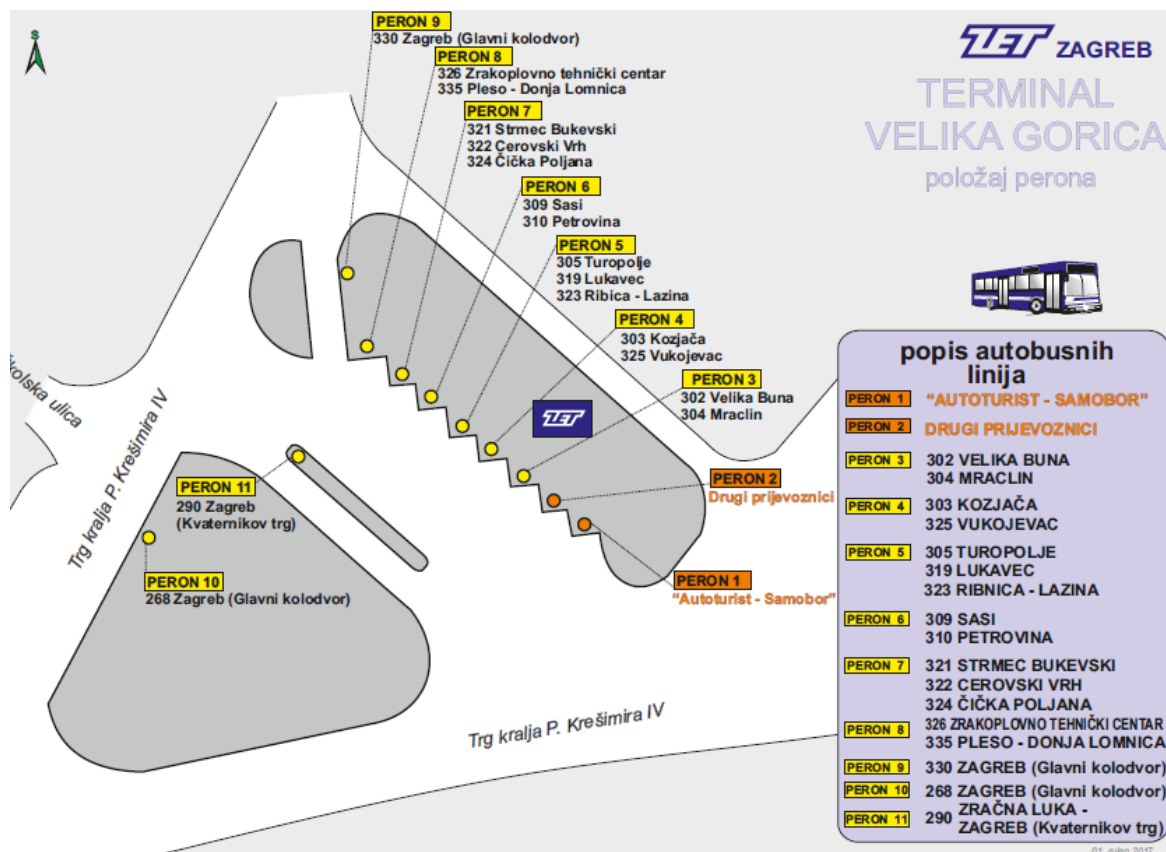 PERON 9
330 Zagreb (Glavni kolodvor)
PERON 8
326 Zrakoplovno tehnički centar
335 Pleso - Donja Lomnica
PERON 7
321 Strmec Bukevski
322 Cerovski Vrh
324 Čička Poljana
PERON 6
309 Sasi
310 Petrovina
PERON 5
305 Turopolje
319 Lukavec
323 Ribica - Lazina
PERON 4
303 Kozjača
325 Vukojevac
PERON 3
302 Velika Buna
304 Mraclin
PERON 2
Drugi prijevoznici
PERON 1
"Autoturist - Samobor"
PERON 11
290 Zagreb
(Kvaternikov trg)
PERON 10
268 Zagreb (Glavni kolodvor)
S
ZET
kolska ulica
Trg kralja P. Krešimira IV
Trg kralja P. Krešimira IV
ZET ZAGREB
TERMINAL
VELIKA GORICA
položaj perona
popis autobusnih
linija
PERON 1 "AUTOTURIST - SAMOBOR"
PERON 2 DRUGI PRIJEVOZNICI
PERON 3 302 VELIKA BUNA
304 MRACLIN
PERON 4 303 KOZJAČA
325 VUKOJEVAC
PERON 5 305 TUROPOLJE
319 LUKAVEC
323 RIBNICA - LAZINA
PERON 6 309 SASI
310 PETROVINA
PERON 7 321 STRMEC BUKEVSKI
322 CEROVSKI VRH
324 ČIČKA POLJANA
PERON 8 326 ZRAKOPLOVNO TEHNIČKI CENTAR
335 PLESO - DONJA LOMNICA
PERON 9 330 ZAGREB (Glavni kolodvor)
PERON 10 268 ZAGREB (Glavni kolodvor)
PERON 11 290 ZRAČNA LUKA -
ZAGREB (Kvaternikov trg)
01. rujna 2017.